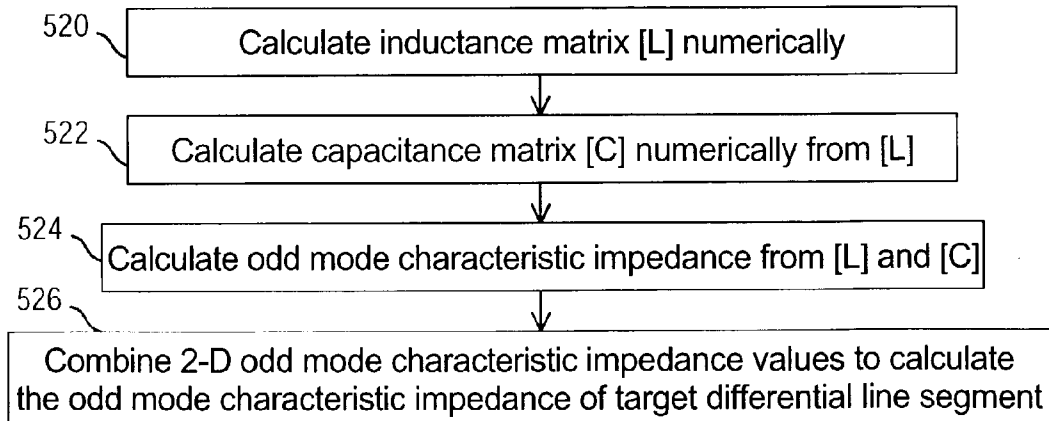 520
Calculate inductance matrix [L] numerically
522
Calculate capacitance matrix [C] numerically from [L]
524
Calculate odd mode characteristic impedance from [L] and [C]
526
Combine 2-D odd mode characteristic impedance values to calculate
the odd mode characteristic impedance of target differential line segment